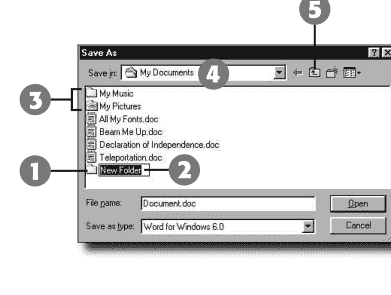 5
Save As
Save in: My Documents 4
3 My Music
My Pictures
All My Fonts.doc
Beam Me Up.doc
Declaration of Independence.doc
Teleportation.doc
1 New Folder 2
File name: Document.doc Open
Save as type: Word for Windows 6.0 Cancel